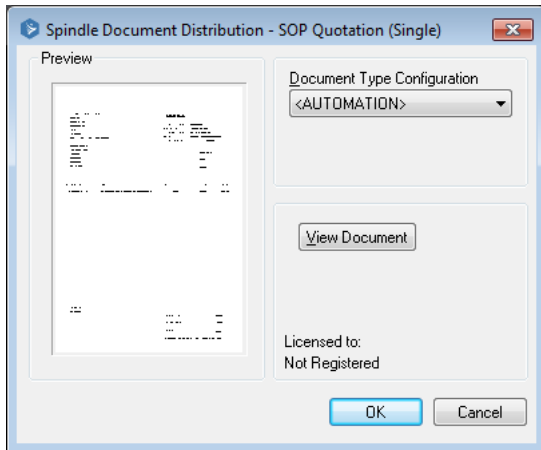 Spindle Document Distribution - SOP Quotation (Single)
Preview
Document Type Configuration
<AUTOMATION>
View Document
Licensed to:
Not Registered
OK
Cancel